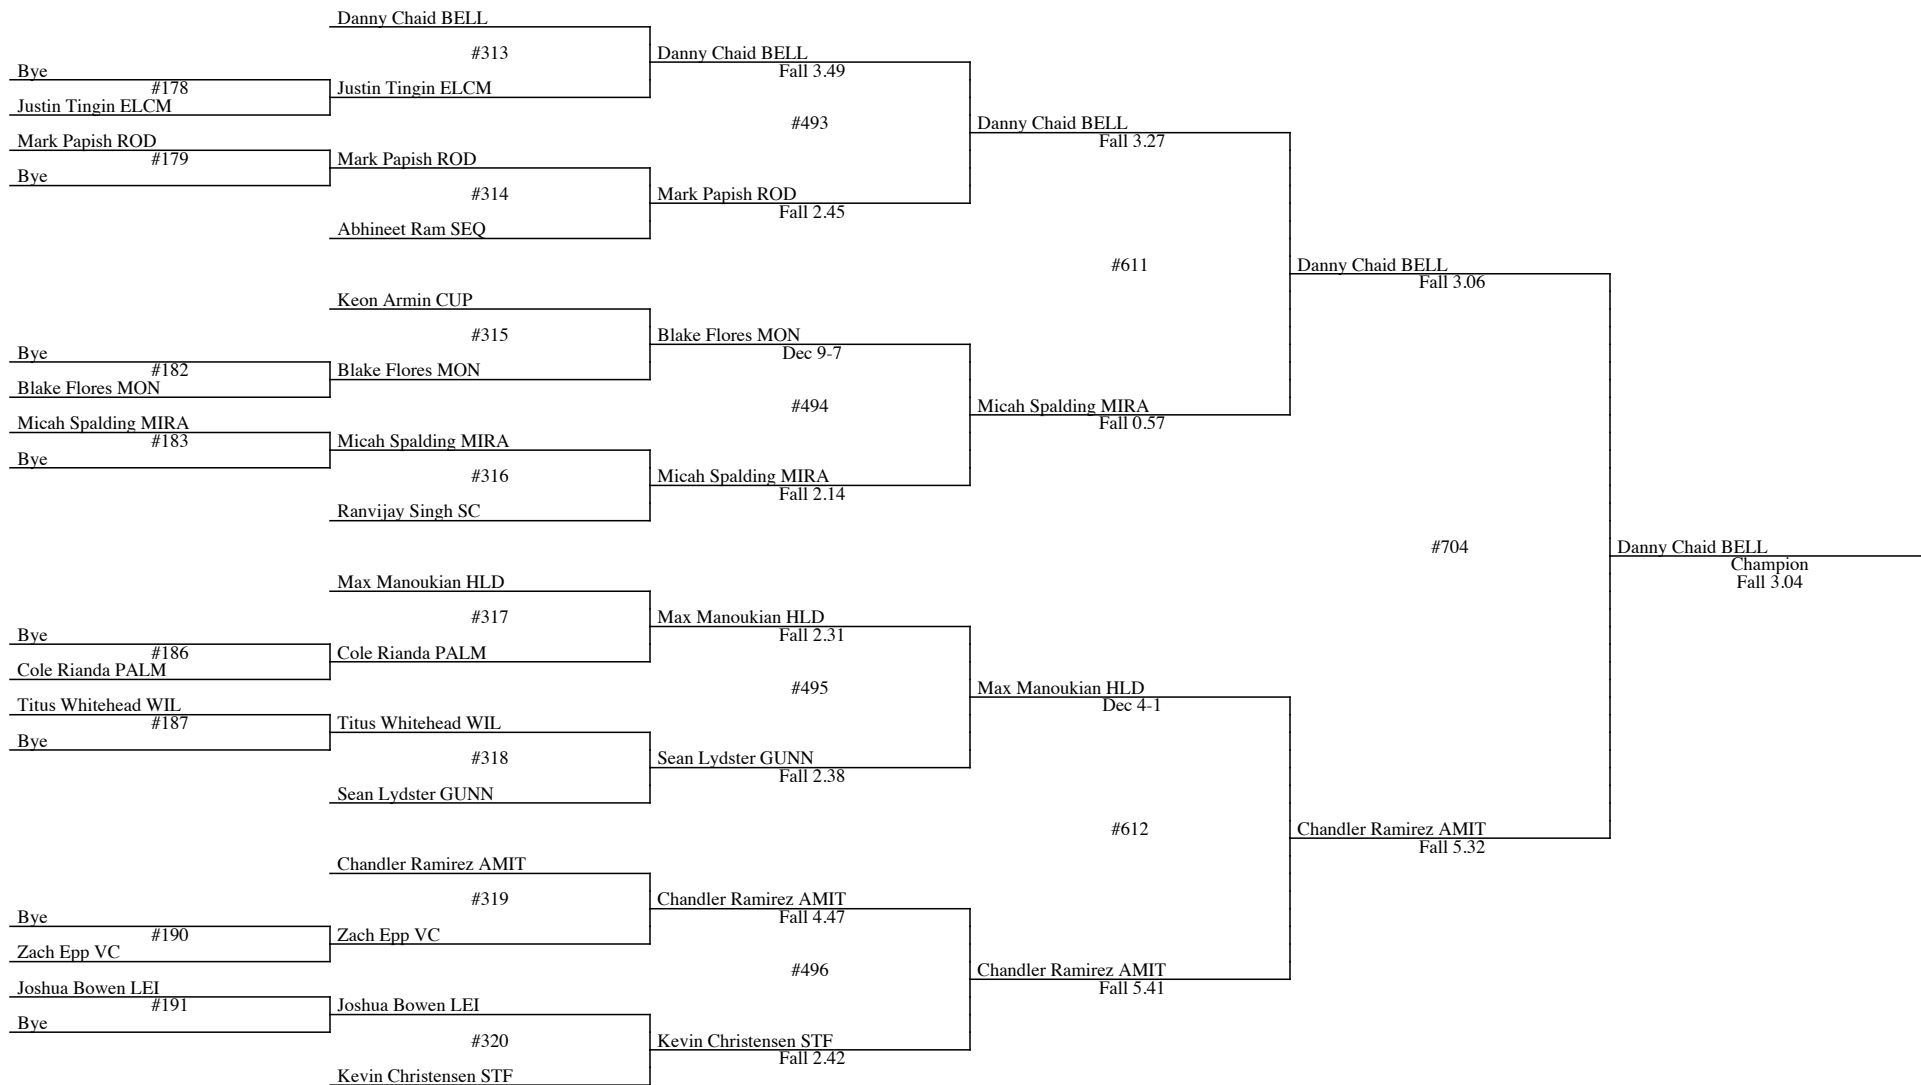 Danny Chaid BELL
#313
Danny Chaid BELL
Fall 3.49
Bye
#178
Justin Tingin ELCM
Justin Tingin ELCM
#493
Danny Chaid BELL
Fall 3.27
Mark Papish ROD
#179
Bye
Mark Papish ROD
#314
Mark Papish ROD
Fall 2.45
Abhineet Ram SEQ
#611
Danny Chaid BELL
Fall 3.06
Keon Armin CUP
#315
Blake Flores MON
Dec 9-7
Bye
#182
Blake Flores MON
Blake Flores MON
#494
Micah Spalding MIRA
Fall 0.57
Micah Spalding MIRA
#183
Bye
Micah Spalding MIRA
#316
Micah Spalding MIRA
Fall 2.14
Ranvijay Singh SC
#704
Danny Chaid BELL
Champion
Fall 3.04
Max Manoukian HLD
#317
Max Manoukian HLD
Fall 2.31
Bye
#186
Cole Rianda PALM
Cole Rianda PALM
#495
Max Manoukian HLD
Dec 4-1
Titus Whitehead WIL
#187
Bye
Titus Whitehead WIL
#318
Sean Lydster GUNN
Fall 2.38
Sean Lydster GUNN
#612
Chandler Ramirez AMIT
Fall 5.32
Chandler Ramirez AMIT
#319
Chandler Ramirez AMIT
Fall 4.47
Bye
#190
Zach Epp VC
Zach Epp VC
#496
Chandler Ramirez AMIT
Fall 5.41
Joshua Bowen LEI
#191
Bye
Joshua Bowen LEI
#320
Kevin Christensen STF
Fall 2.42
Kevin Christensen STF